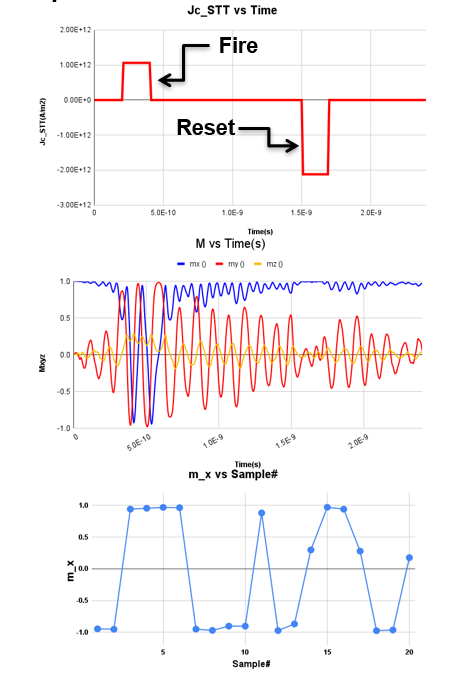 Jc_STT vs Time
2.00E+12
Fire
1.00E+12
0.00E+0
Jc_STT(A/m2)
Reset
-1.00E+12
-2.00E+12
-3.00E+12
0 5.0E-10 1.0E-9 1.5E-9 2.0E-9
Time(s)
M vs Time(s)
mx () my () mz ()
1.0
0.5
0.0
Mxyz
-0.5
-1.0
0 5.0E-10 1.0E-9 1.5E-9 2.0E-9
Time(s)
m_x vs Sample#
1.0
0.5
0.0
m_x
-0.5
-1.0
5 10 15 20
Sample#